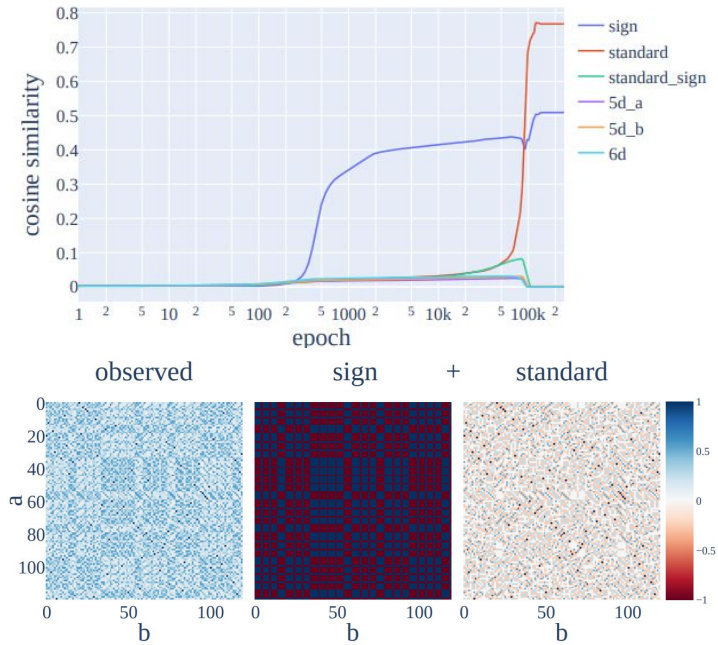 0.8
0.7
0.6
0.5
0.4
0.3
0.2
0.1
0
cosine similarity
1 2 5 10 2 5 100 2 5 1000 2 5 10k 2 5 100k 2
epoch
sign
standard
standard_sign
5d_a
5d_b
6d
observed sign + standard
a
0
20
40
60
80
100
0 50 100
b
0 50 100
b
0 50 100
b
1
0.5
0
−0.5
−1